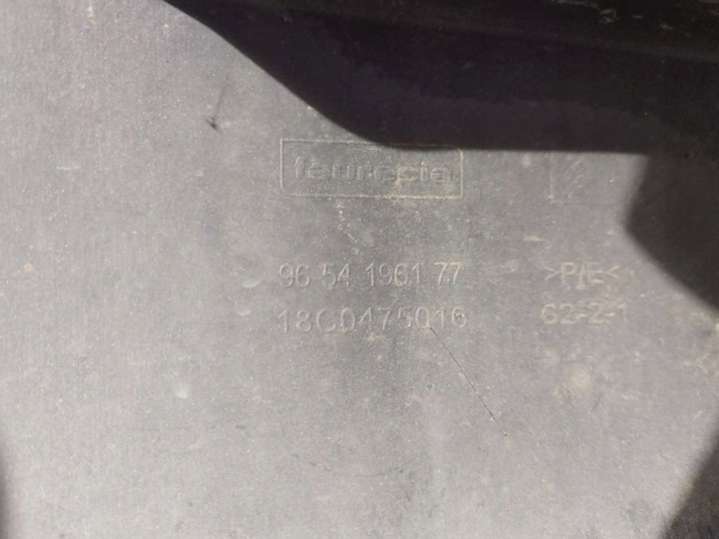 faurecia
96 54 1961 77 >P/E<
18C0475016 62-2-1